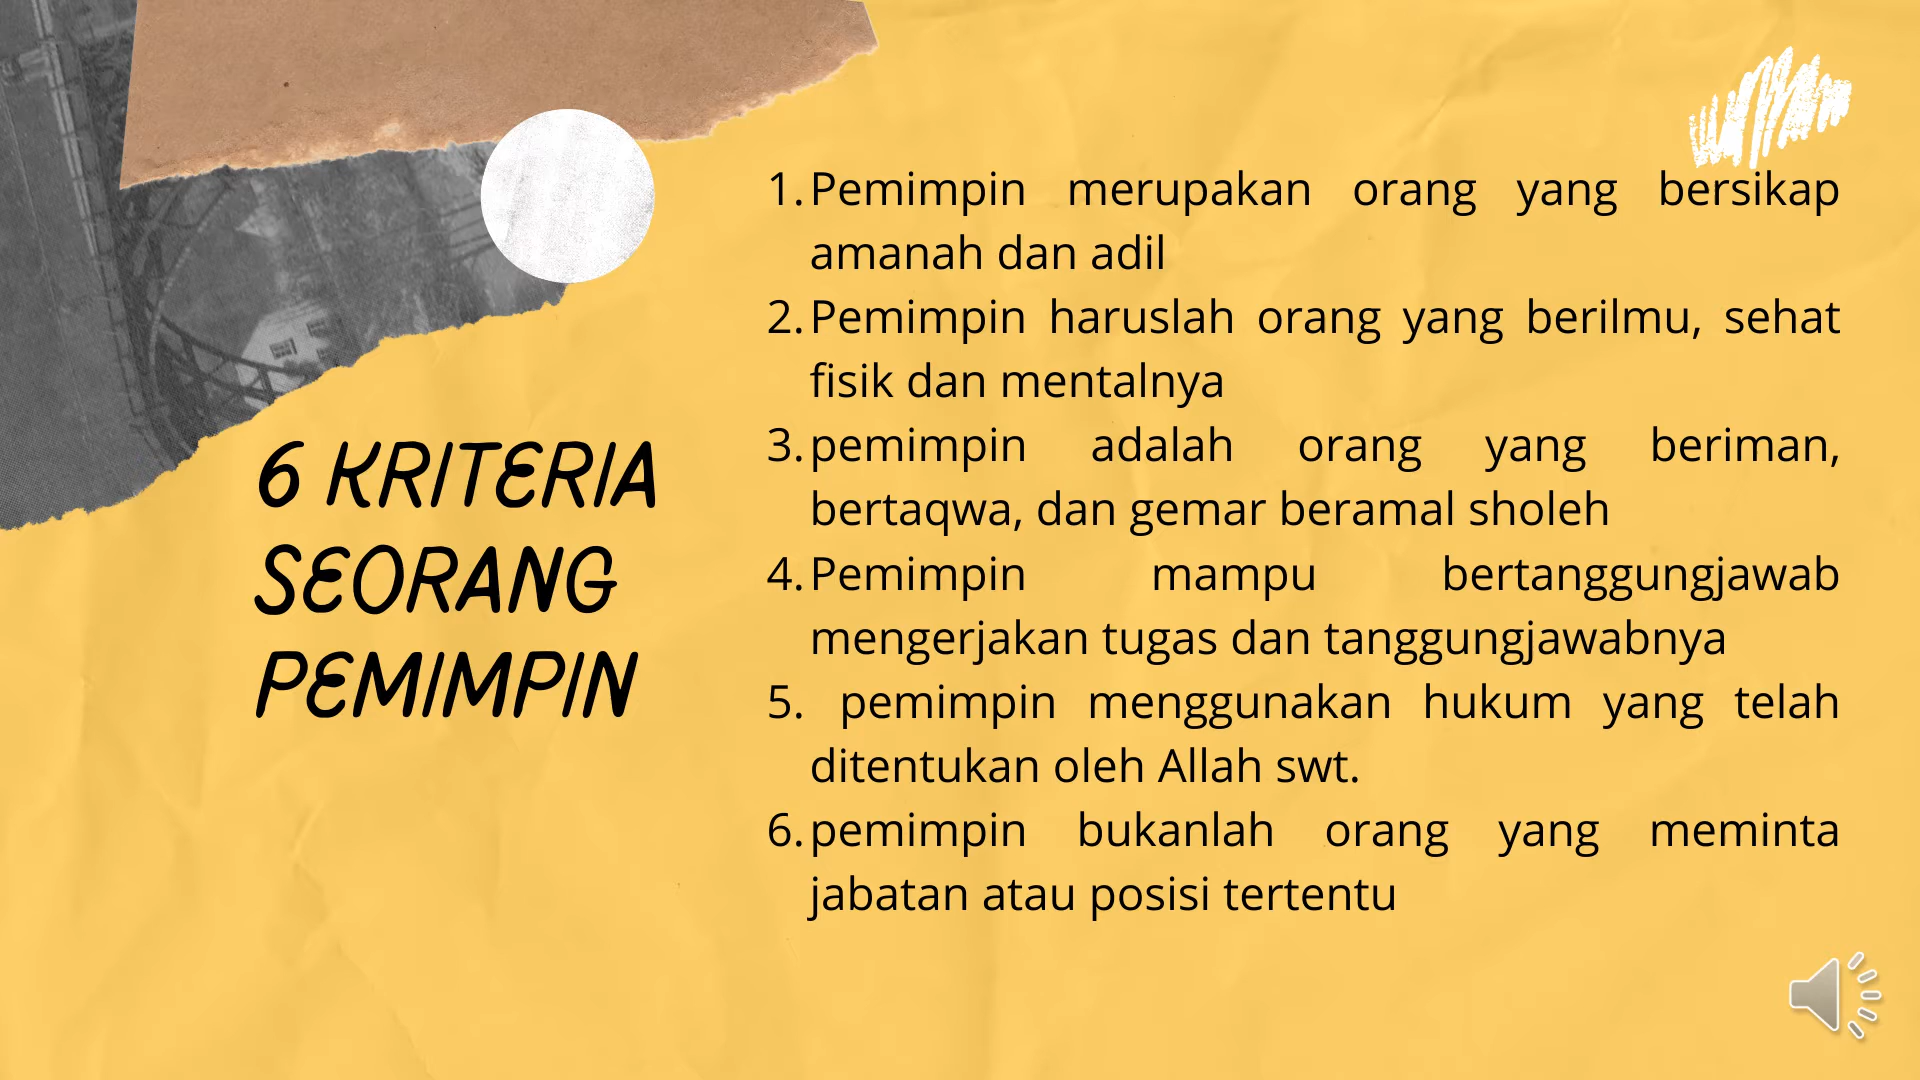 6 KRITERIA
SEORANG
PEMIMPIN
1. Pemimpin merupakan orang yang bersikap
amanah dan adil
2. Pemimpin haruslah orang yang berilmu, sehat
fisik dan mentalnya
3. pemimpin adalah orang yang beriman,
bertaqwa, dan gemar beramal sholeh
4. Pemimpin mampu bertanggungjawab
mengerjakan tugas dan tanggungjawabnya
5. pemimpin menggunakan hukum yang telah
ditentukan oleh Allah swt.
6. pemimpin bukanlah orang yang meminta
jabatan atau posisi tertentu